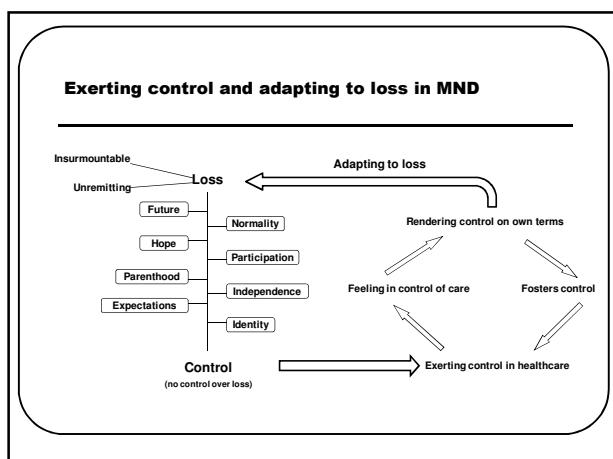 Exerting control and adapting to loss in MND
Insurmountable
Unremitting
Loss
Future
Normality
Hope
Participation
Parenthood
Independence
Expectations
Identity
Control
(no control over loss)
Adapting to loss
Rendering control on own terms
Feeling in control of care
Fosters control
Exerting control in healthcare